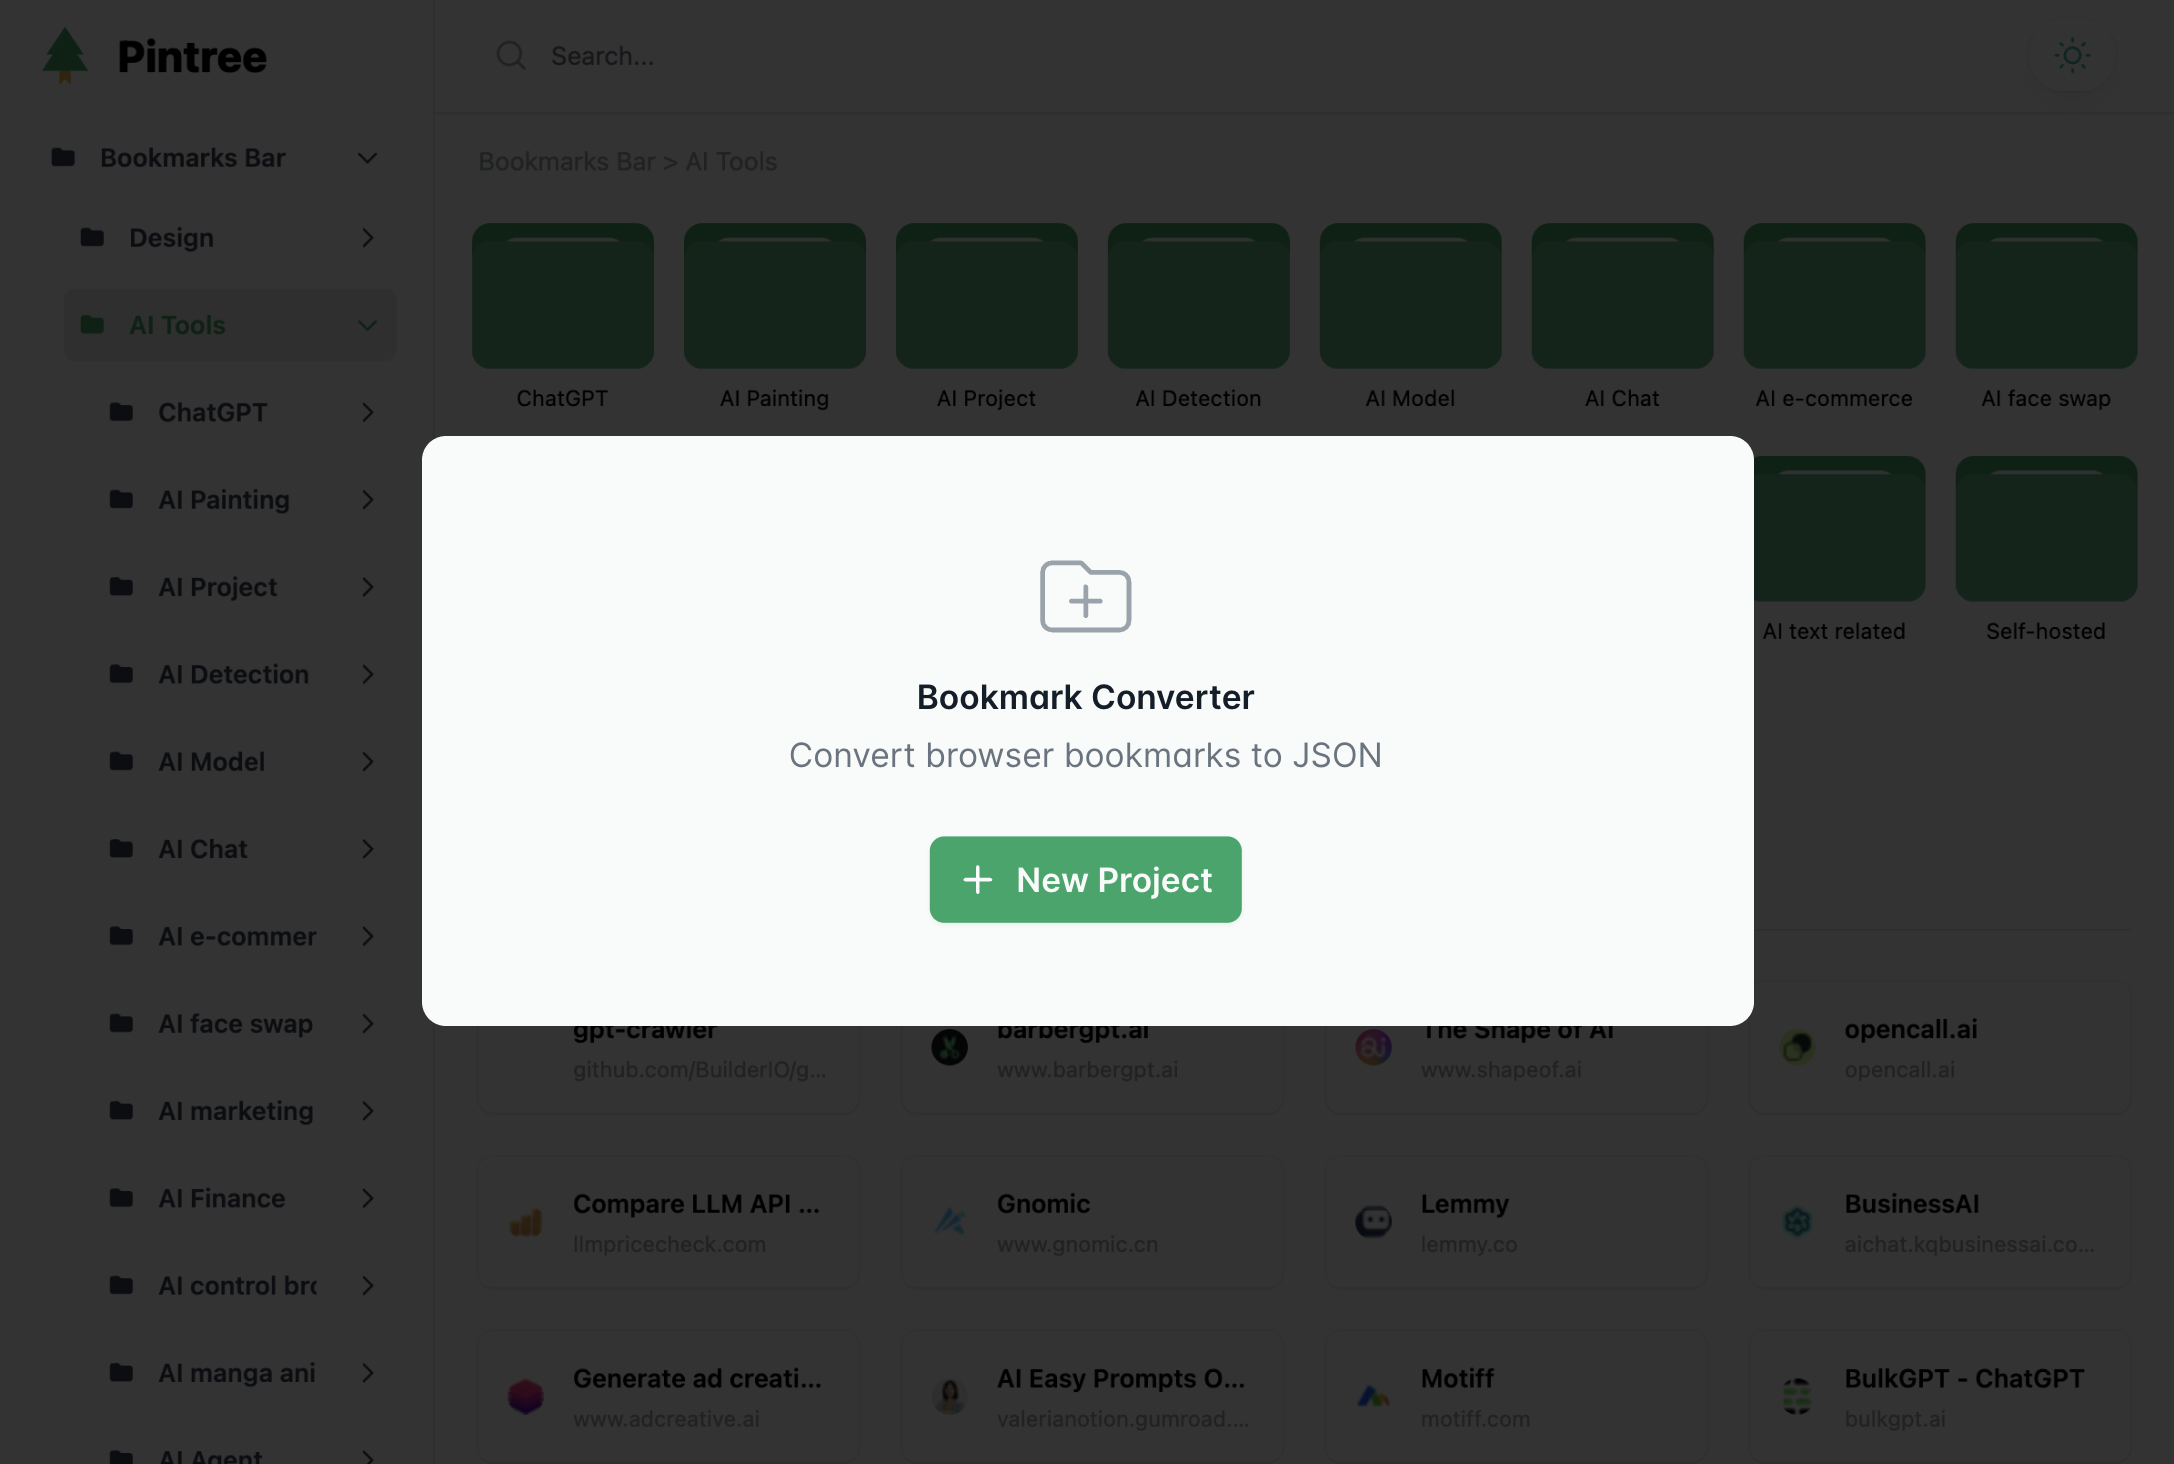 Pintree
Search...
Bookmarks Bar
Design
AI Tools
ChatGPT
AI Painting
AI Project
AI Detection
AI Model
AI Chat
AI e-commer
AI face swap
AI marketing
AI Finance
AI control bro
AI manga ani
AI Agent
Bookmarks Bar > AI Tools
ChatGPT
AI Painting
AI Project
AI Detection
AI Model
AI Chat
AI e-commerce
AI face swap
AI text related
Self-hosted
Bookmark Converter
Convert browser bookmarks to JSON
+ New Project
gpt-crawler
github.com/BuilderIO/g...
barbergpt.ai
www.barbergpt.ai
The Shape of AI
www.shapeof.ai
opencall.ai
opencall.ai
Compare LLM API ...
llmpricecheck.com
Gnomic
www.gnomic.cn
Lemmy
lemmy.co
BusinessAI
aichat.kqbusinessai.co...
Generate ad creati...
www.adcreative.ai
AI Easy Prompts O...
valerianotion.gumroad....
Motiff
motiff.com
BulkGPT - ChatGPT
bulkgpt.ai